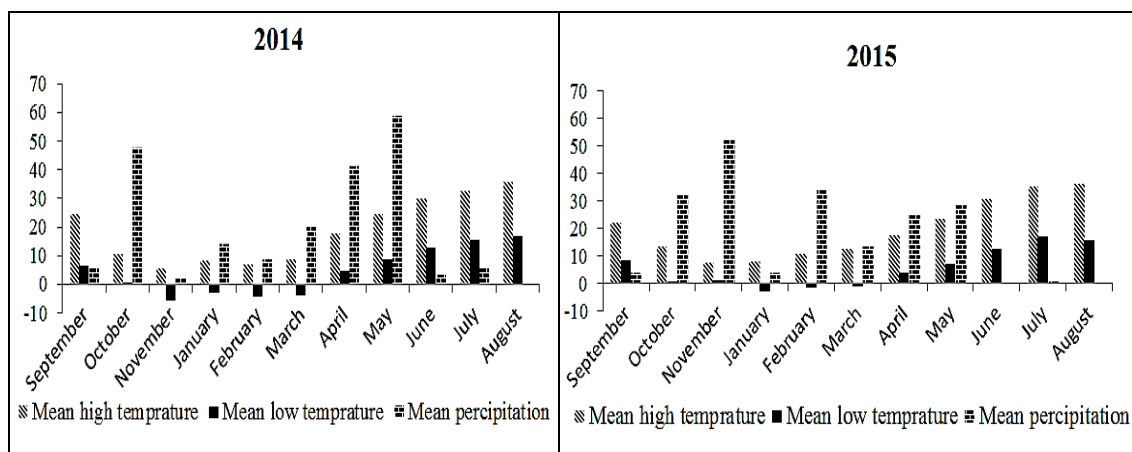 2014
70
60
50
40
30
20
10
0
-10
September
October
November
January
February
March
April
May
June
July
August
Mean high temprature
Mean low temprature
Mean percipitation
2015
70
60
50
40
30
20
10
0
-10
September
October
November
January
February
March
April
May
June
July
August
Mean high temprature
Mean low temprature
Mean percipitation